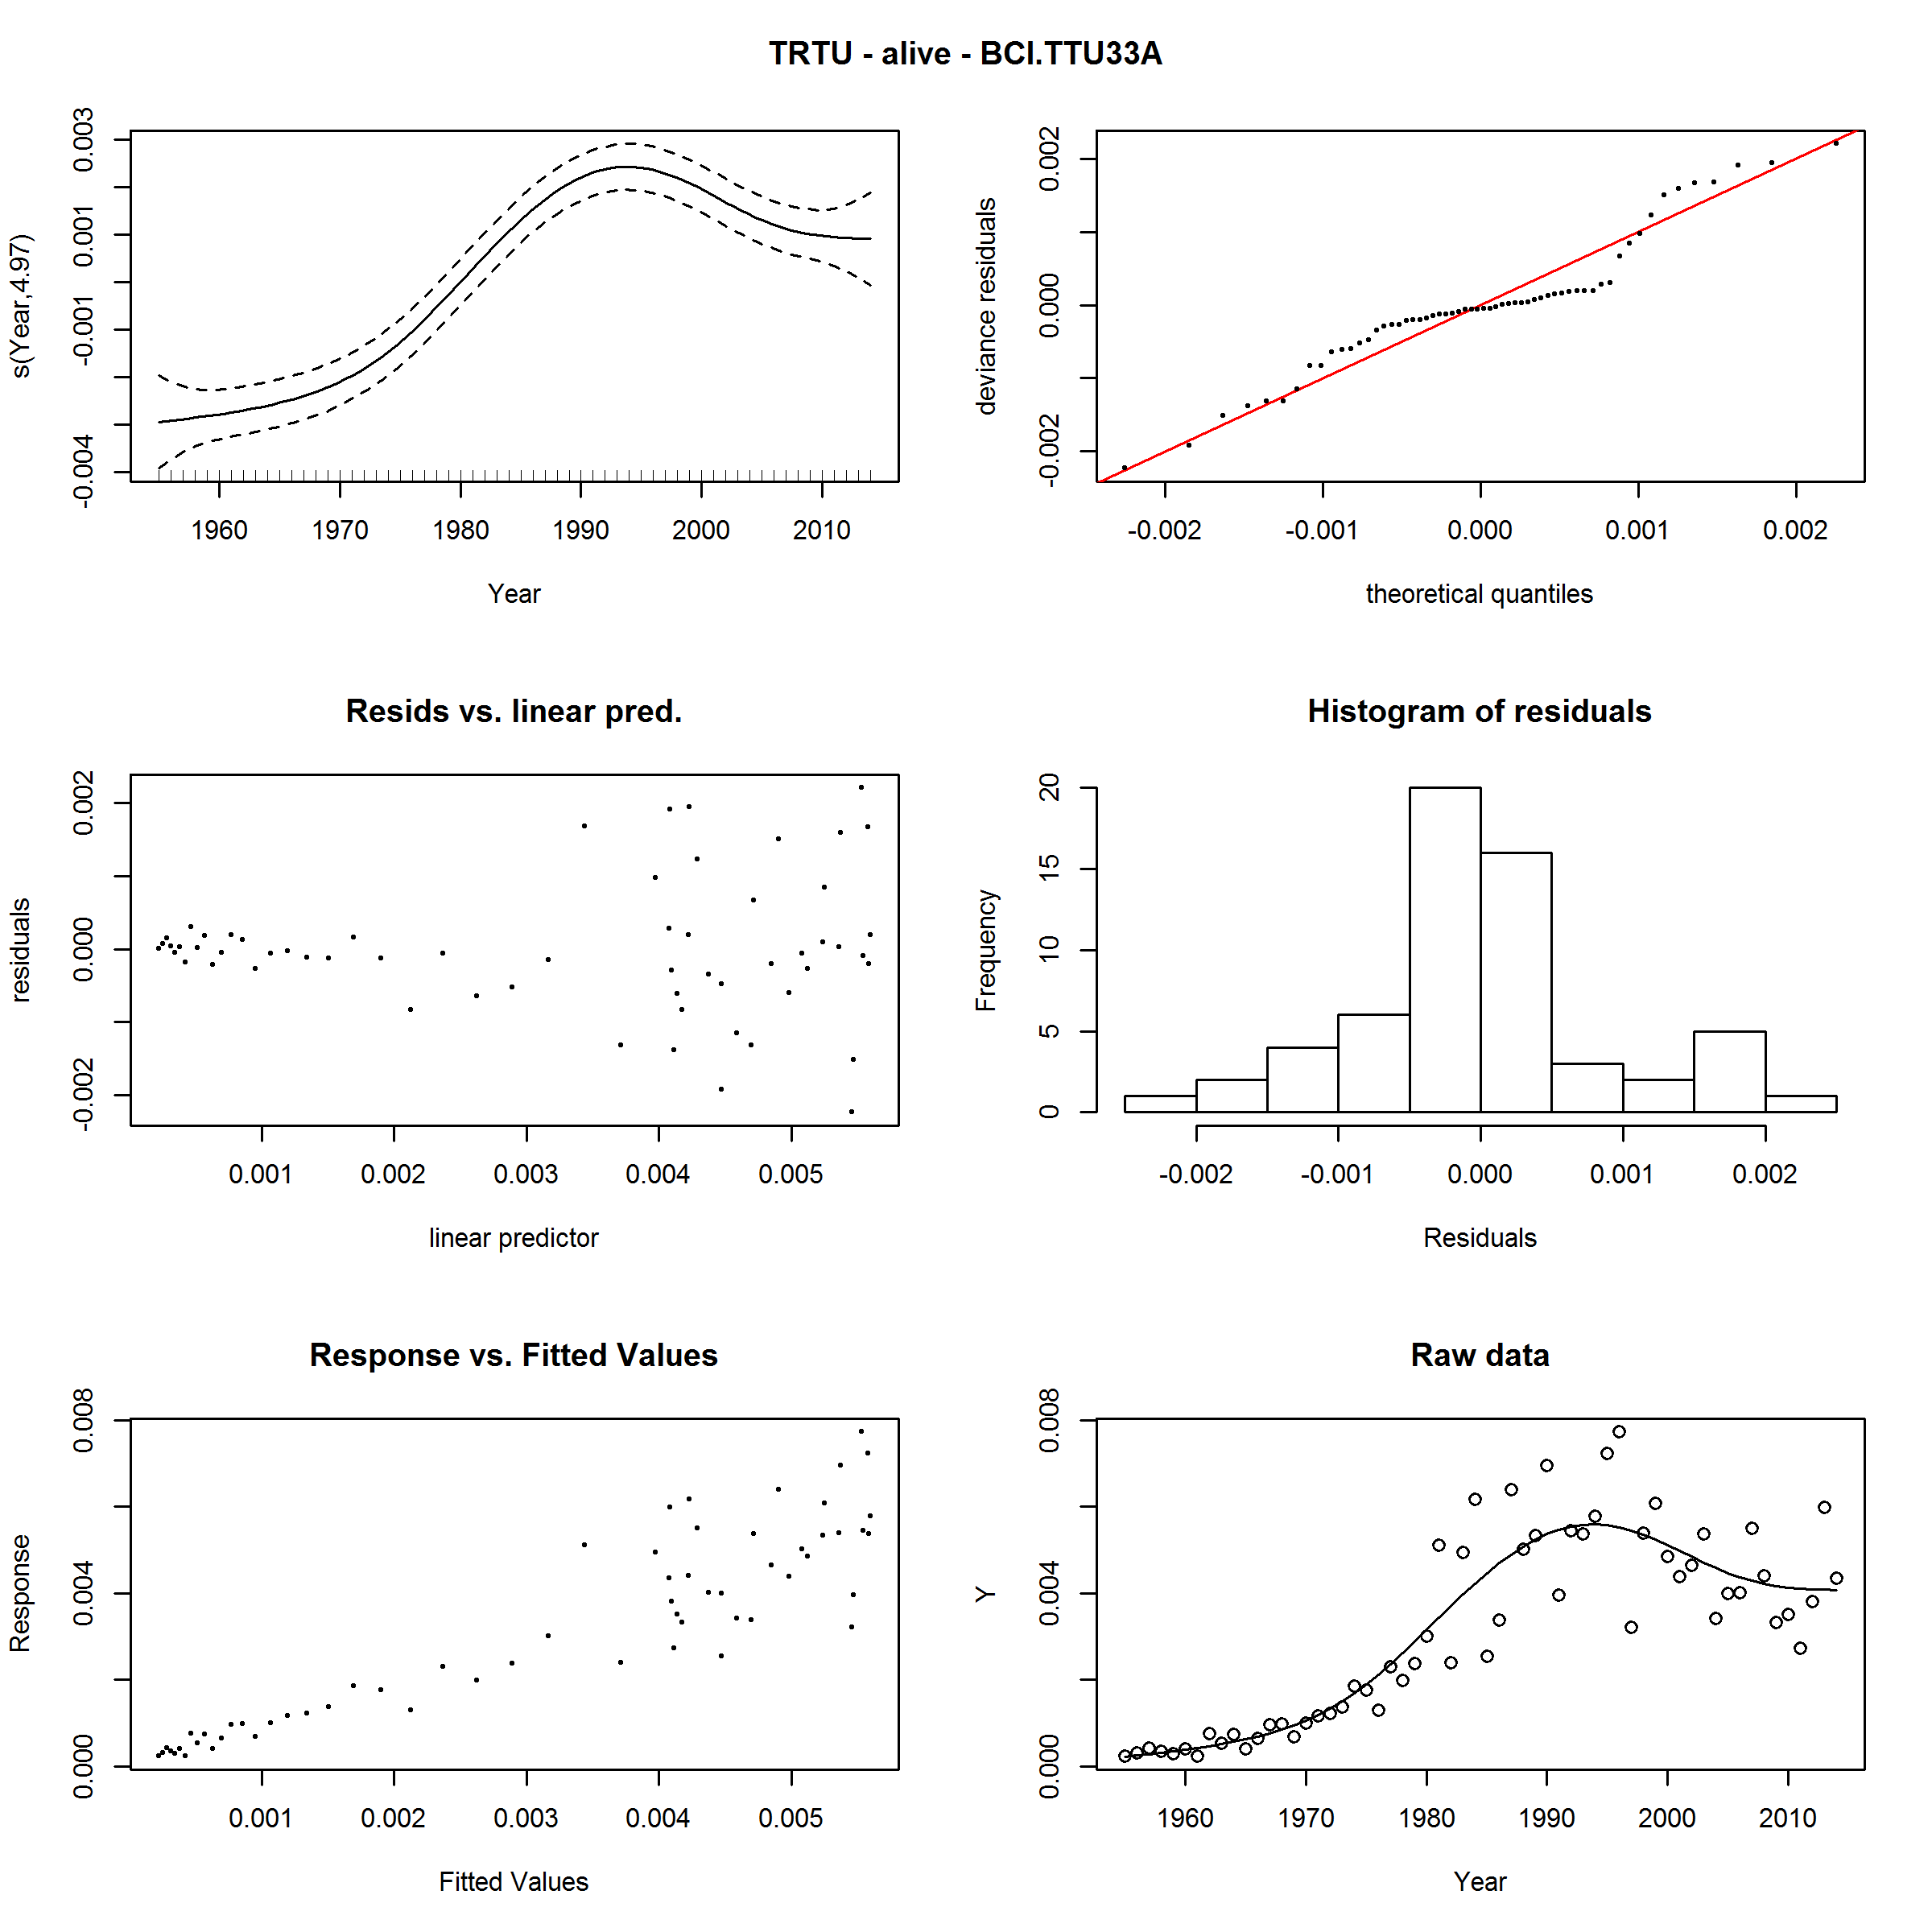 TRTU - alive - BCI.TTU33A
0.003
0.001
-0.001
-0.004
s(Year,4.97)
1960 1970 1980 1990 2000 2010
Year
0.002
0.000
-0.002
deviance residuals
-0.002 -0.001 0.000 0.001 0.002
theoretical quantiles
Resids vs. linear pred.
0.002
0.000
-0.002
residuals
0.001 0.002 0.003 0.004 0.005
linear predictor
Histogram of residuals
20
15
10
5
0
Frequency
-0.002 -0.001 0.000 0.001 0.002
Residuals
Response vs. Fitted Values
0.008
0.004
0.000
Response
0.001 0.002 0.003 0.004 0.005
Fitted Values
Raw data
0.008
0.004
0.000
Y
1960 1970 1980 1990 2000 2010
Year